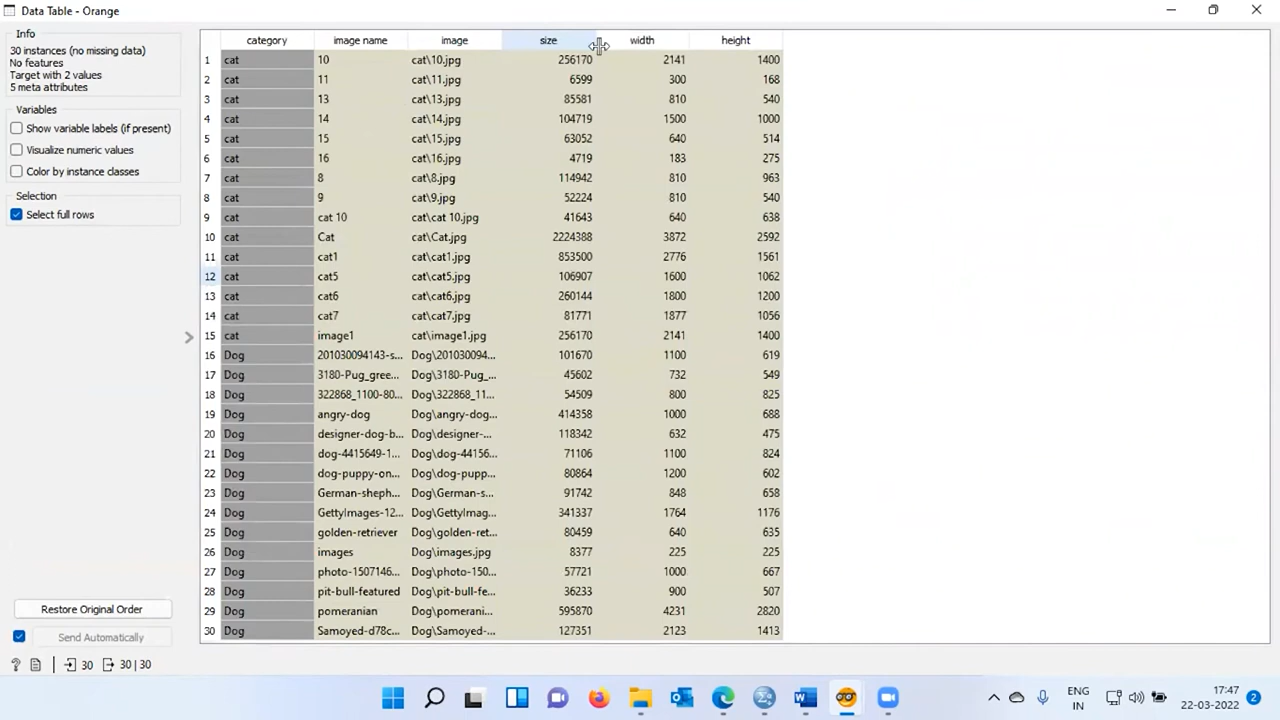 Data Table - Orange
Info
30 instances (no missing data)
No features
Target with 2 values
5 meta attributes
Variables
Show variable labels (if present)
Visualize numeric values
Color by instance classes
Selection
Select full rows
category image name image size width height
1 cat 10 cat\10.jpg 256170 2141 1400
2 cat 11 cat\11.jpg 6599 300 168
3 cat 13 cat\13.jpg 85581 810 540
4 cat 14 cat\14.jpg 104719 1500 1000
5 cat 15 cat\15.jpg 63052 640 514
6 cat 16 cat\16.jpg 4719 183 275
7 cat 8 cat\8.jpg 114942 810 963
8 cat 9 cat\9.jpg 52224 810 540
9 cat cat 10 cat\cat 10.jpg 41643 640 638
10 cat Cat cat\Cat.jpg 2224388 3872 2592
11 cat cat1 cat\cat1.jpg 853500 2776 1561
12 cat cat5 cat\cat5.jpg 106907 1600 1062
13 cat cat6 cat\cat6.jpg 260144 1800 1200
14 cat cat7 cat\cat7.jpg 81771 1877 1056
15 cat image1 cat\image1.jpg 256170 2141 1400
16 Dog 201030094143-s... Dog\201030094... 101670 1100 619
17 Dog 3180-Pug_gree... Dog\3180-Pug_... 45602 732 549
18 Dog 322868_1100-80... Dog\322868_11... 54509 800 825
19 Dog angry-dog Dog\angry-dog... 414358 1000 688
20 Dog designer-dog-b... Dog\designer-... 118342 632 475
21 Dog dog-4415649-1... Dog\dog-44156... 71106 1100 824
22 Dog dog-puppy-on... Dog\dog-pupp... 80864 1200 602
23 Dog German-sheph... Dog\German-s... 91742 848 658
24 Dog GettyImages-12... Dog\GettyImag... 341337 1764 1176
25 Dog golden-retriever Dog\golden-ret... 80459 640 635
26 Dog images Dog\images.jpg 8377 225 225
27 Dog photo-1507146... Dog\photo-150... 57721 1000 667
28 Dog pit-bull-featured Dog\pit-bull-fe... 36233 900 507
29 Dog pomeranian Dog\pomerani... 595870 4231 2820
30 Dog Samoyed-d78c... Dog\Samoyed-... 127351 2123 1413
Restore Original Order
Send Automatically
30 30 | 30
ENG
IN
17:47
22-03-2022
2